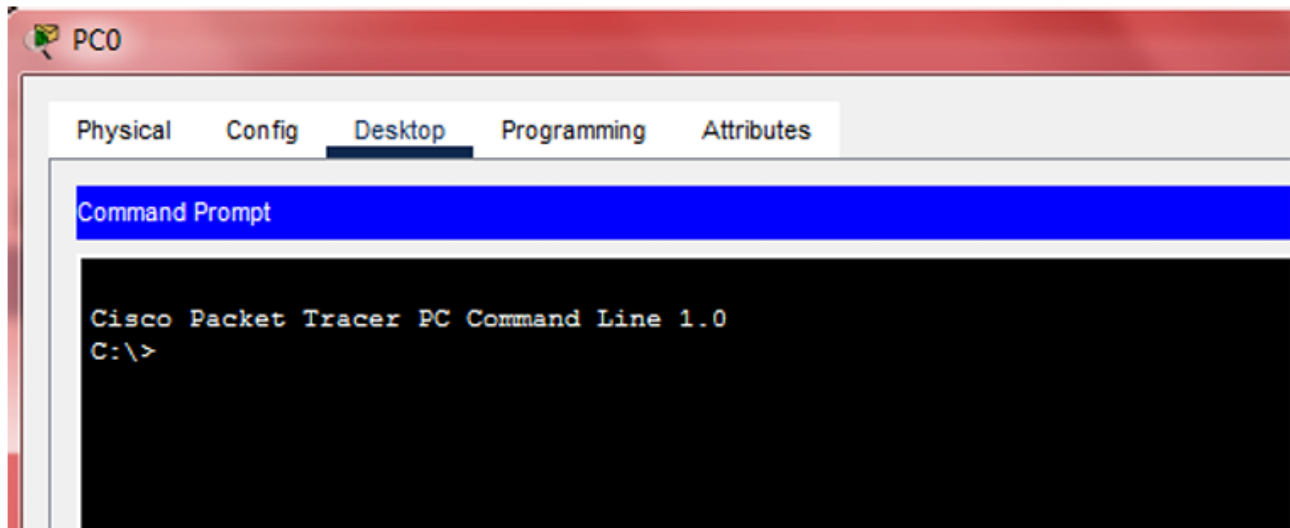 PC0
Physical Config Desktop Programming Attributes
Command Prompt
Cisco Packet Tracer PC Command Line 1.0
C:\>